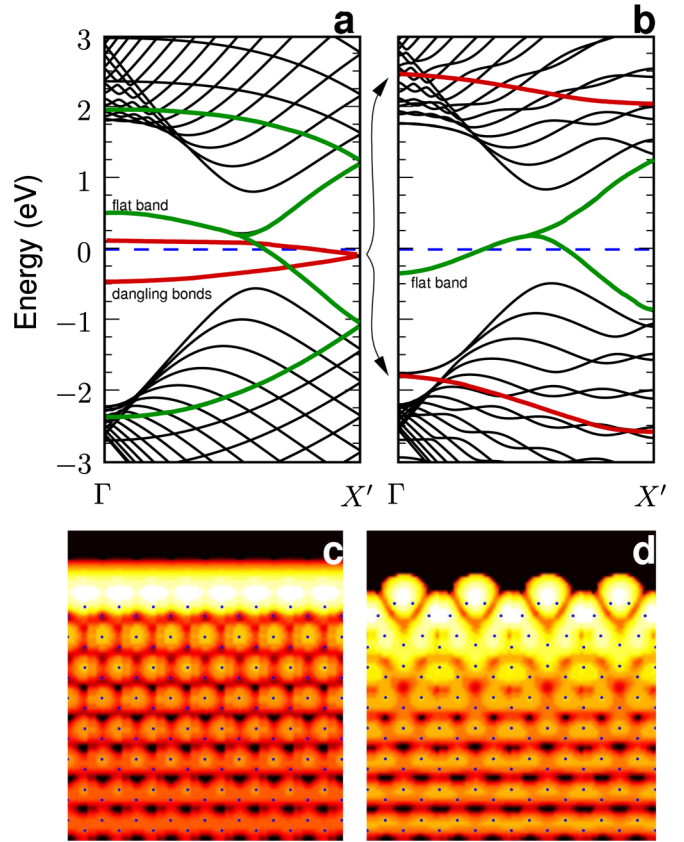 a
b
3
2
1
0
−1
−2
−3
Energy (eV)
flat band
dangling bonds
flat band
Γ
X′
Γ
X′
c
d